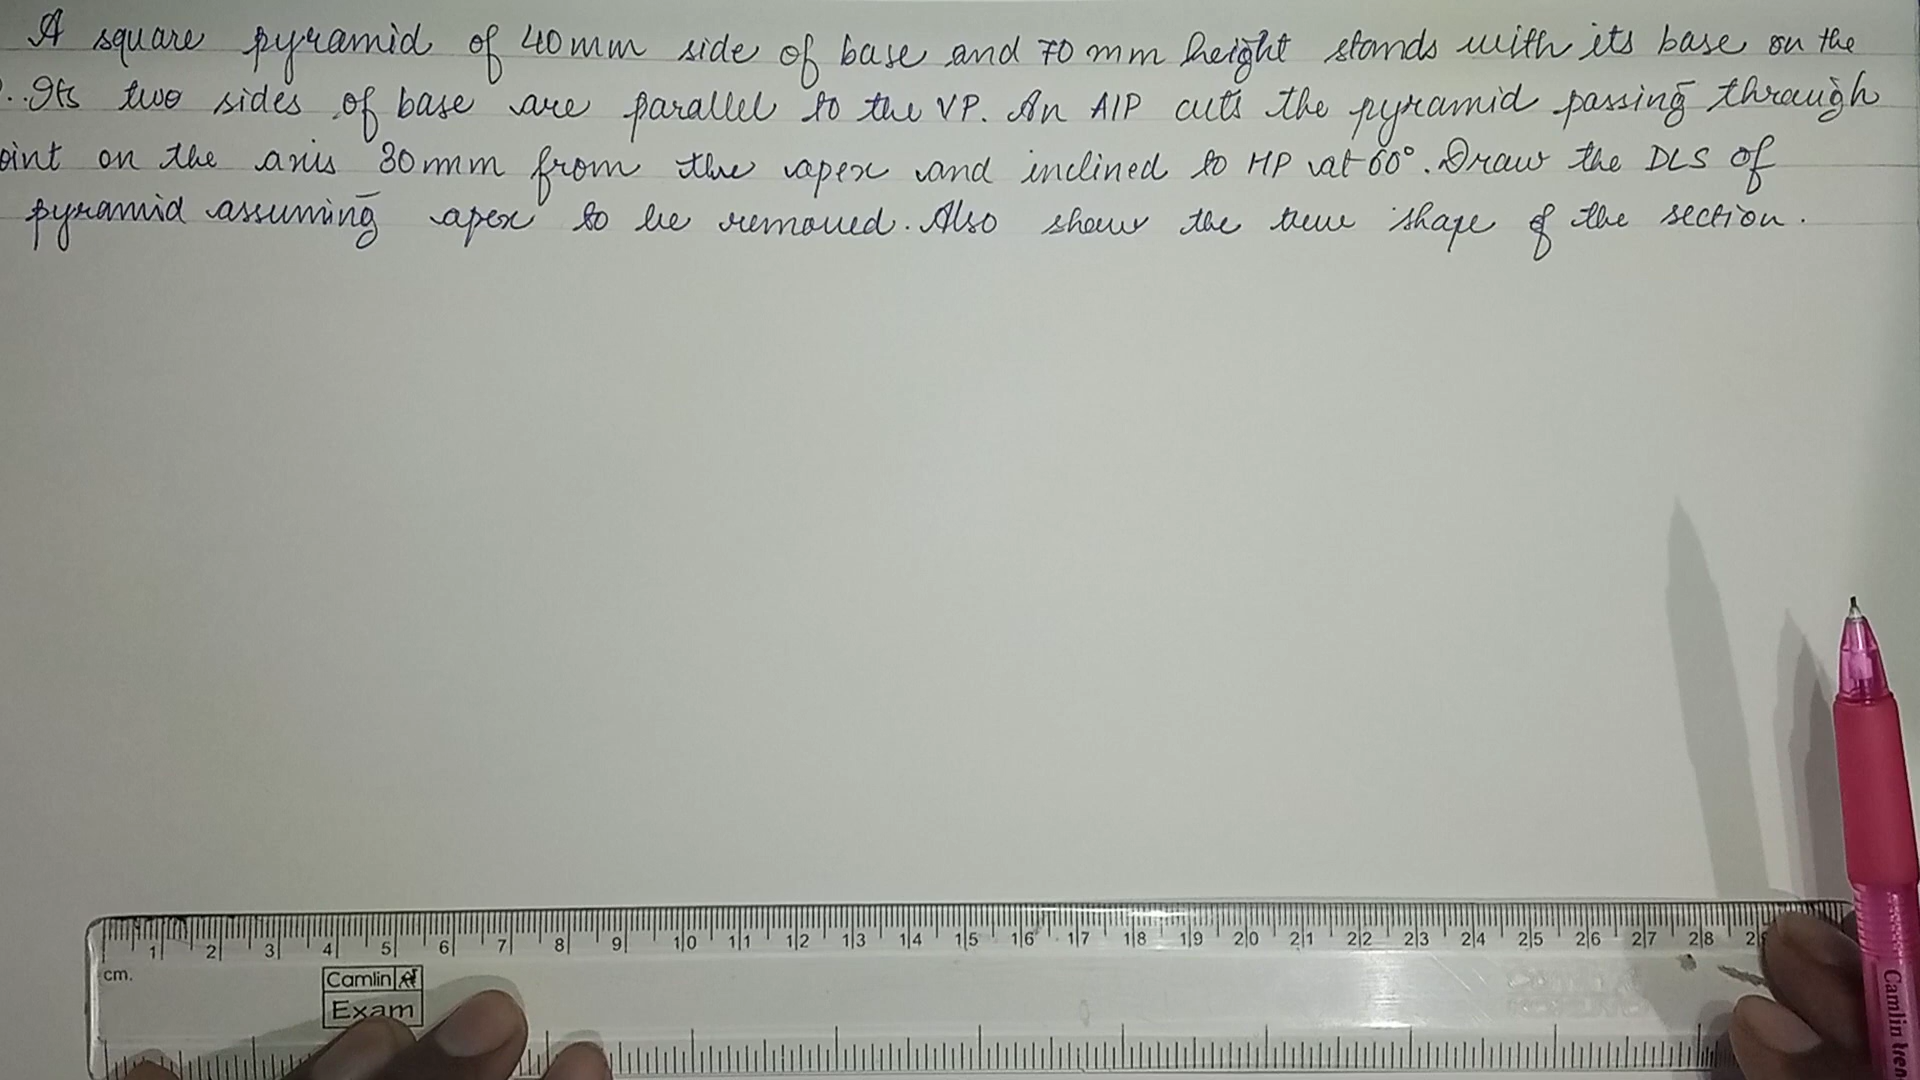 A square pyramid of 40mm side of base and 70 mm height stands with its base on the
. Its two sides of base are parallel to the VP. An AIP cuts the pyramid passing through
oint on the axis 30mm from the apex and inclined to HP at 60°. Draw the DLS of
pyramid assuming apex to be removed. Also show the true shape of the section.
1 2 3 4 5 6 7 8 9 10 11 12 13 14 15 16 17 18 19 20 21 22 23 24 25 26 27 28 2
cm.
Camlin
Exam
Camlin